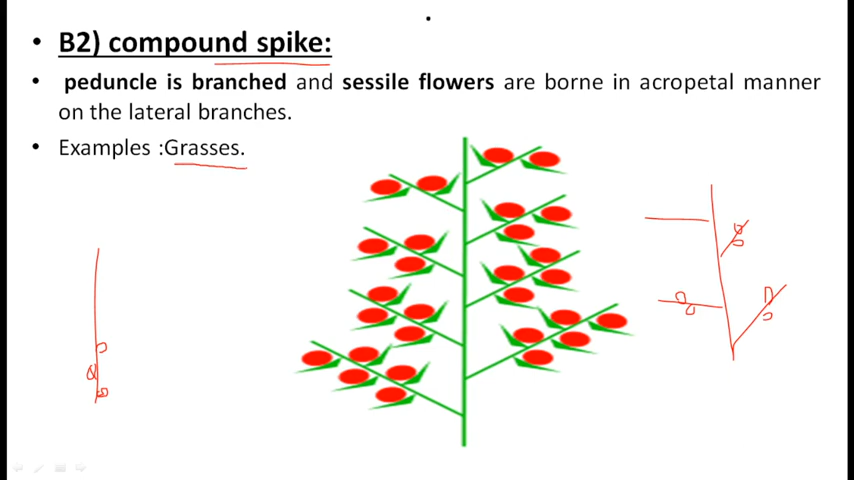 • B2) compound spike:
• peduncle is branched and sessile flowers are borne in acropetal manner
on the lateral branches.
• Examples :Grasses.